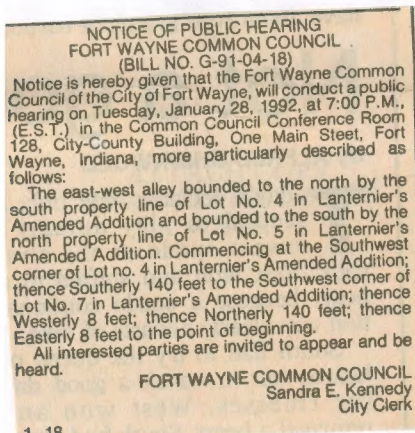 NOTICE OF PUBLIC HEARING
FORT WAYNE COMMON COUNCIL
(BILL NO. G-91-04-18)
Notice is hereby given that the Fort Wayne Common
Council of the City of Fort Wayne, will conduct a public
hearing on Tuesday, January 28, 1992, at 7:00 P.M.,
(E.S.T.) in the Common Council Conference Room
128, City-County Building, One Main Steet, Fort
Wayne, Indiana, more particularly described as
follows:
The east-west alley bounded to the north by the
south property line of Lot No. 4 in Lanternier's
Amended Addition and bounded to the south by the
north property line of Lot No. 5 in Lanternier's
Amended Addition. Commencing at the Southwest
corner of Lot no. 4 in Lanternier's Amended Addition;
thence Southerly 140 feet to the Southwest corner of
Lot No. 7 in Lanternier's Amended Addition; thence
Westerly 8 feet; thence Northerly 140 feet; thence
Easterly 8 feet to the point of beginning.
All interested parties are invited to appear and be
heard.
FORT WAYNE COMMON COUNCIL
Sandra E. Kennedy
City Clerk
1 18